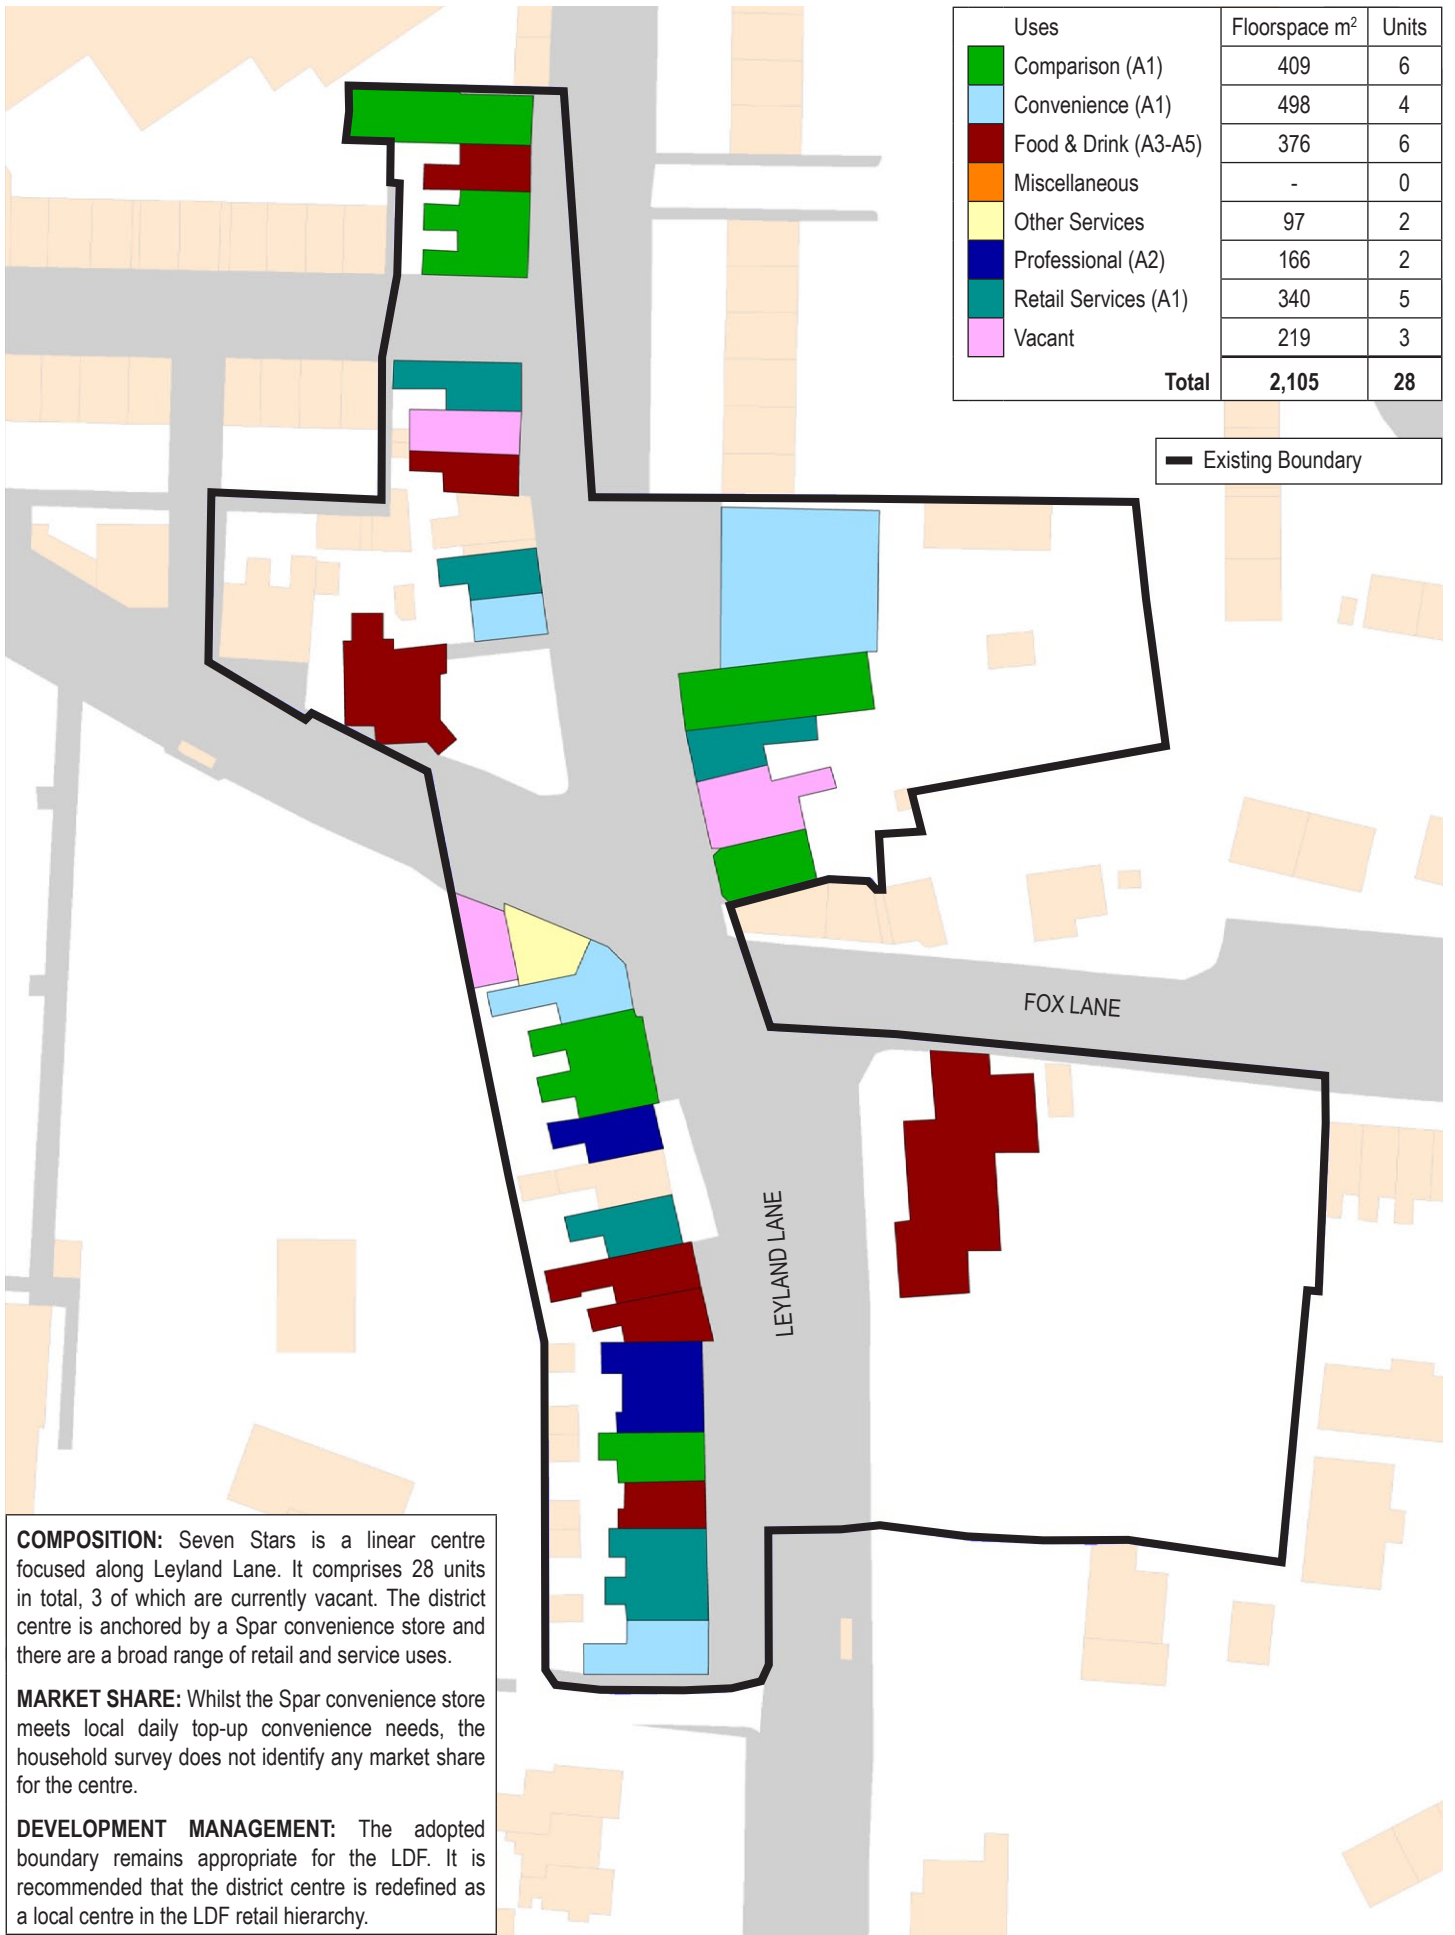 Uses Floorspace m² Units
Comparison (A1) 409 6
Convenience (A1) 498 4
Food & Drink (A3-A5) 376 6
Miscellaneous - 0
Other Services 97 2
Professional (A2) 166 2
Retail Services (A1) 340 5
Vacant 219 3
Total 2,105 28
Existing Boundary
FOX LANE
LEYLAND LANE
COMPOSITION: Seven Stars is a linear centre
focused along Leyland Lane. It comprises 28 units
in total, 3 of which are currently vacant. The district
centre is anchored by a Spar convenience store and
there are a broad range of retail and service uses.
MARKET SHARE: Whilst the Spar convenience store
meets local daily top-up convenience needs, the
household survey does not identify any market share
for the centre.
DEVELOPMENT MANAGEMENT: The adopted
boundary remains appropriate for the LDF. It is
recommended that the district centre is redefined as
a local centre in the LDF retail hierarchy.